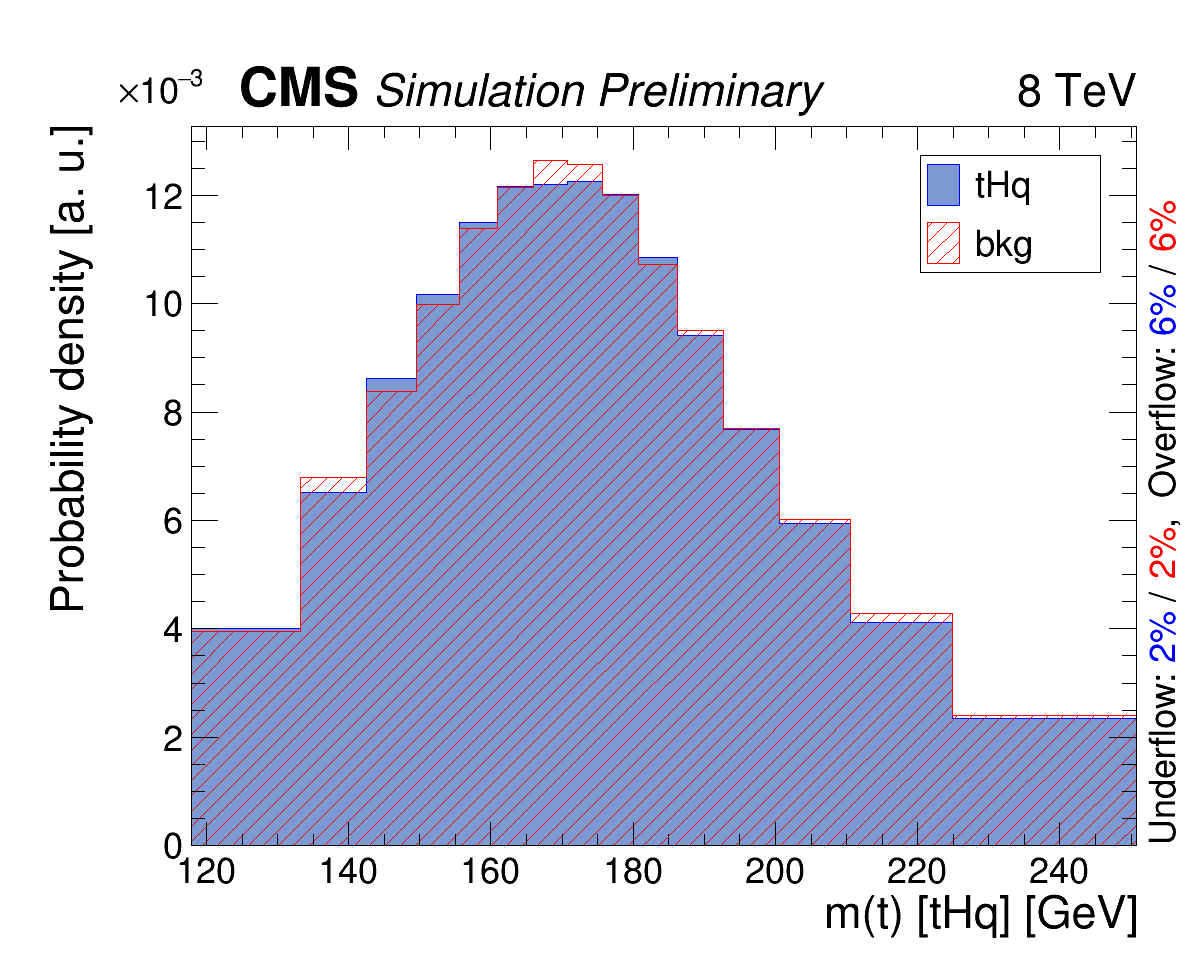 ×10⁻³ CMS Simulation Preliminary 8 TeV
Probability density [a. u.]
12
10
8
6
4
2
0
tHq
bkg
120 140 160 180 200 220 240
m(t) [tHq] [GeV]
Underflow: 2% / 2%, Overflow: 6% / 6%